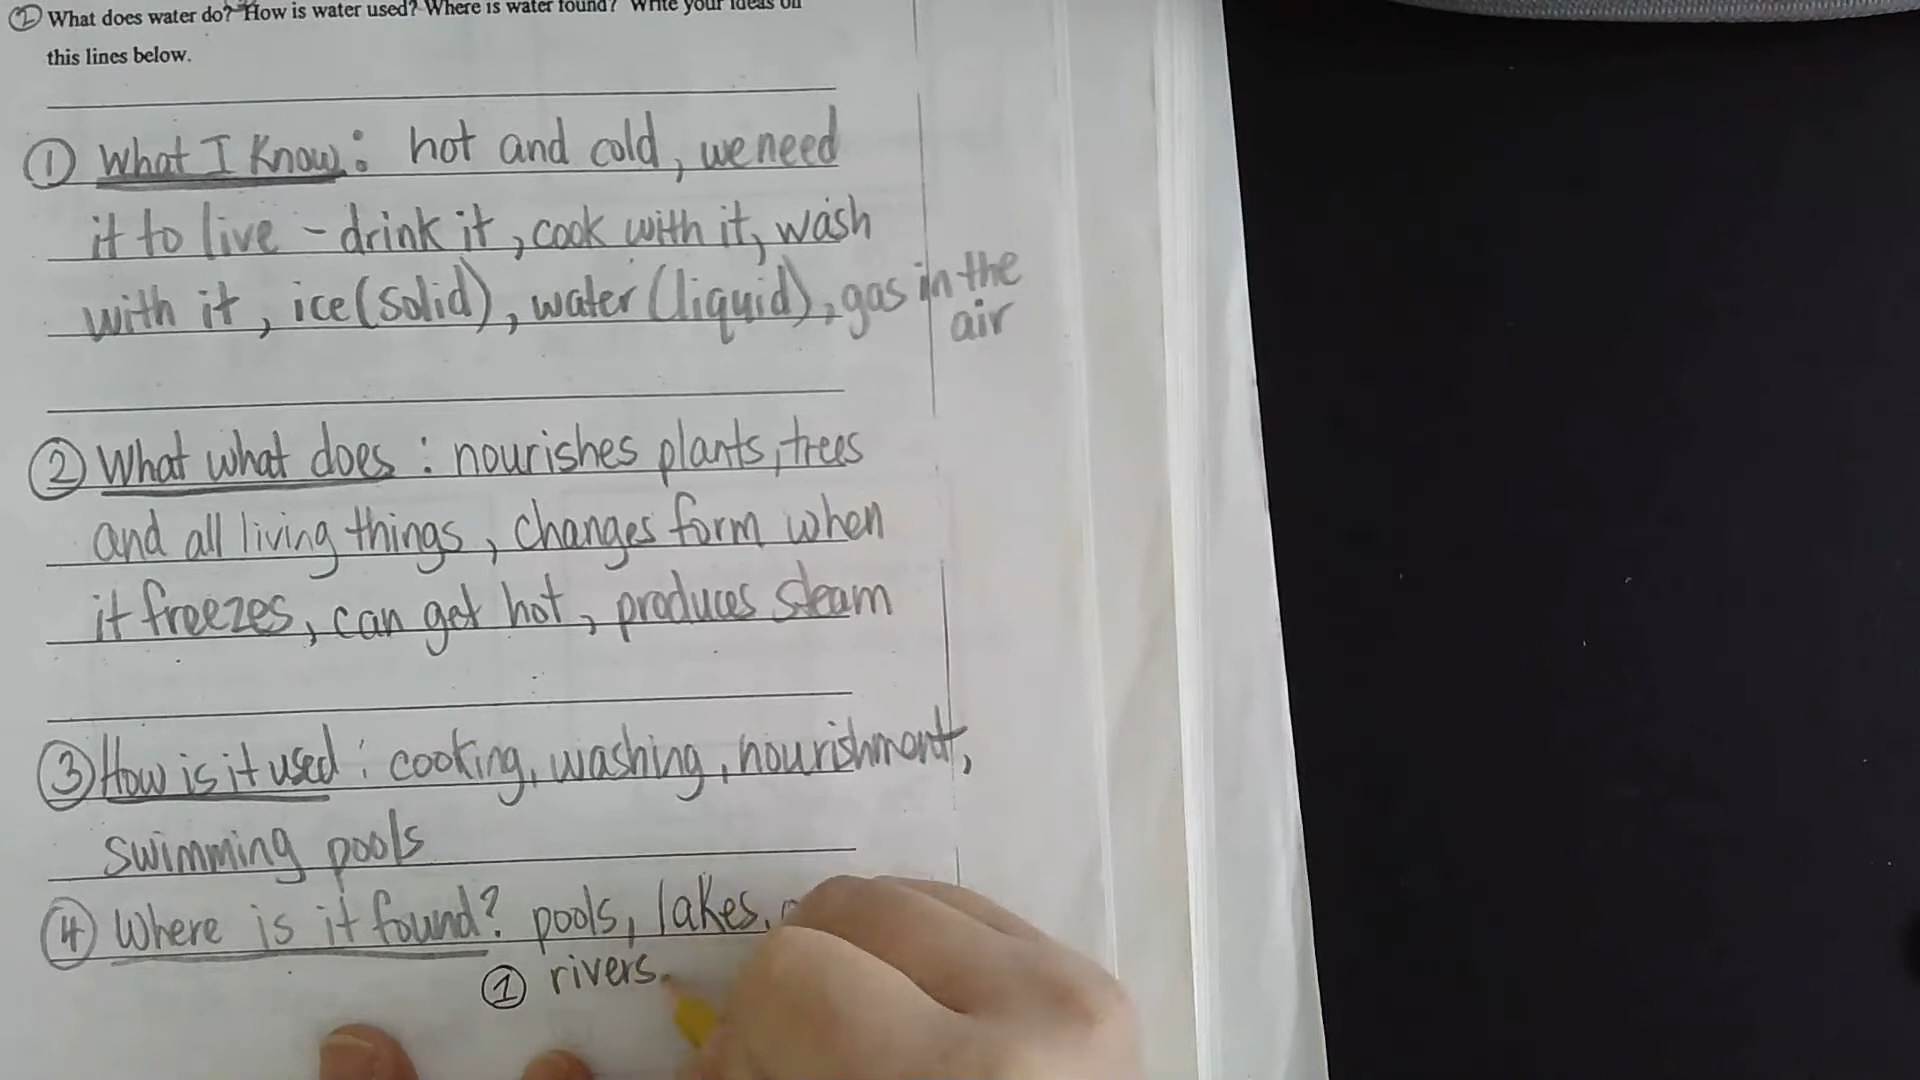 ② What does water do? How is water used? Where is water found? Write your ideas on
this lines below.
① What I Know: hot and cold, we need
it to live - drink it, cook with it, wash
with it, ice (solid), water (liquid), gas in the
air
② What what does: nourishes plants, trees
and all living things, changes form when
it freezes, can get hot, produces steam
③ How is it used: cooking, washing, nourishment,
swimming pools
④ Where is it found? pools, lakes,
① rivers.